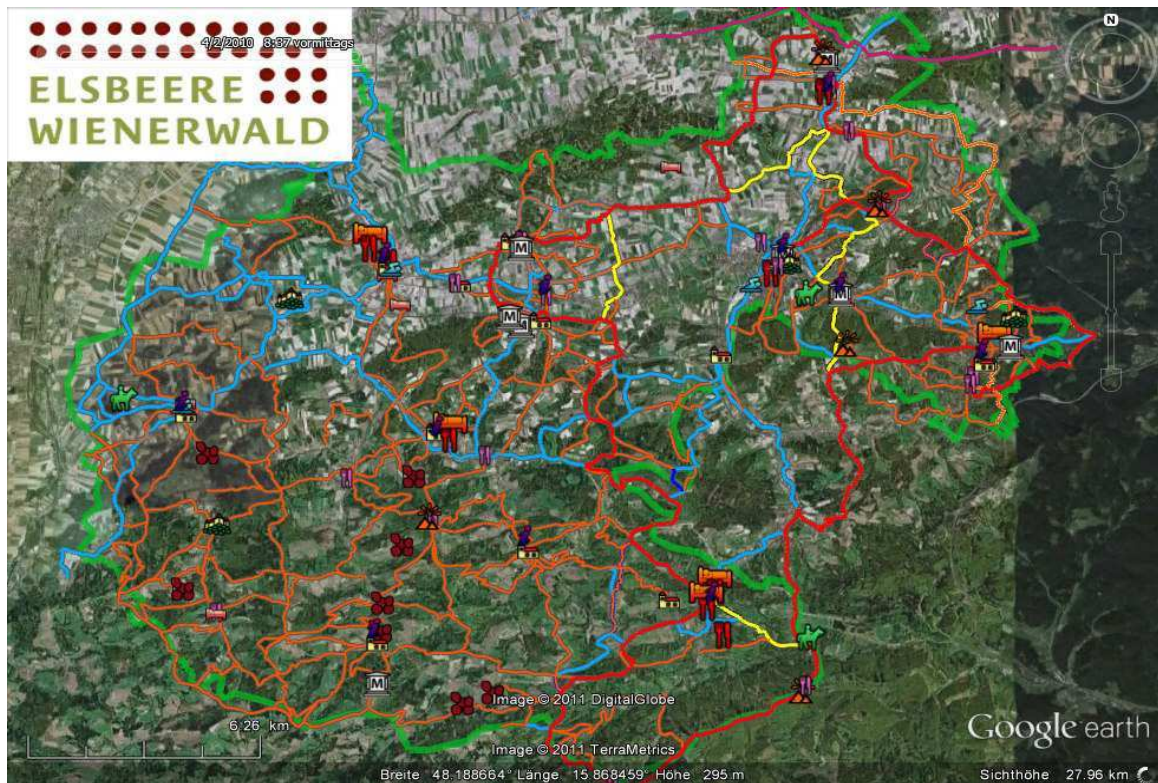 4/2/2010 8:37 vormittags
ELSBEERE
WIENERWALD
N
M
M
M
M
M
6.26 km
Image © 2011 DigitalGlobe
Image © 2011 TerraMetrics
Google earth
Breite 48.188664° Länge 15.868459° Höhe 295 m
Sichthöhe 27.96 km